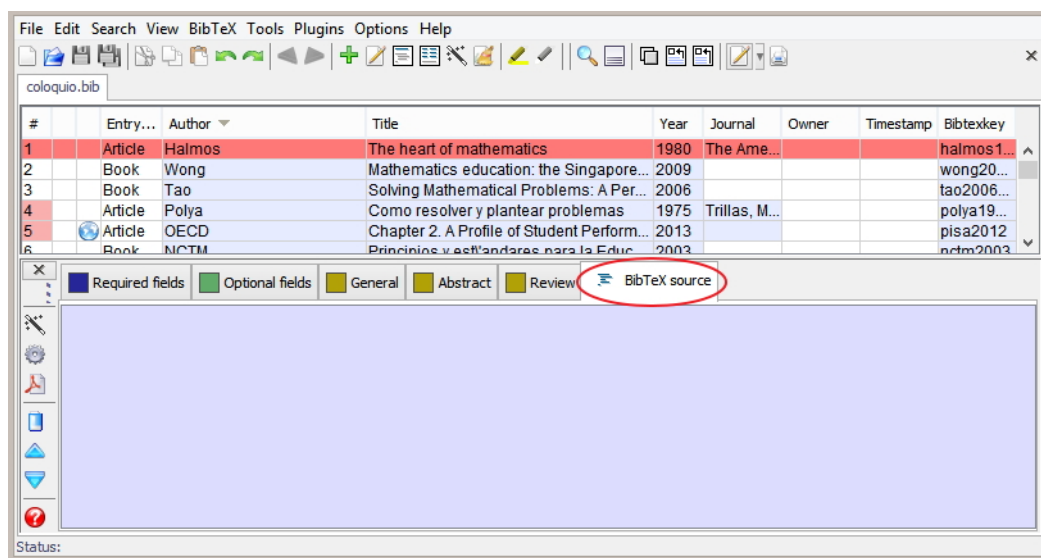 File Edit Search View BibTeX Tools Plugins Options Help
coloquio.bib
# Entry... Author Title Year Journal Owner Timestamp Bibtexkey
1 Article Halmos The heart of mathematics 1980 The Ame... halmos1...
2 Book Wong Mathematics education: the Singapore... 2009 wong20...
3 Book Tao Solving Mathematical Problems: A Per... 2006 tao2006...
4 Article Polya Como resolver y plantear problemas 1975 Trillas, M... polya19...
5 Article OECD Chapter 2. A Profile of Student Perform... 2013 pisa2012
6 Book NCTM Principios y est\'andares para la Educ... 2003 nctm2003
Required fields Optional fields General Abstract Review BibTeX source
Status: